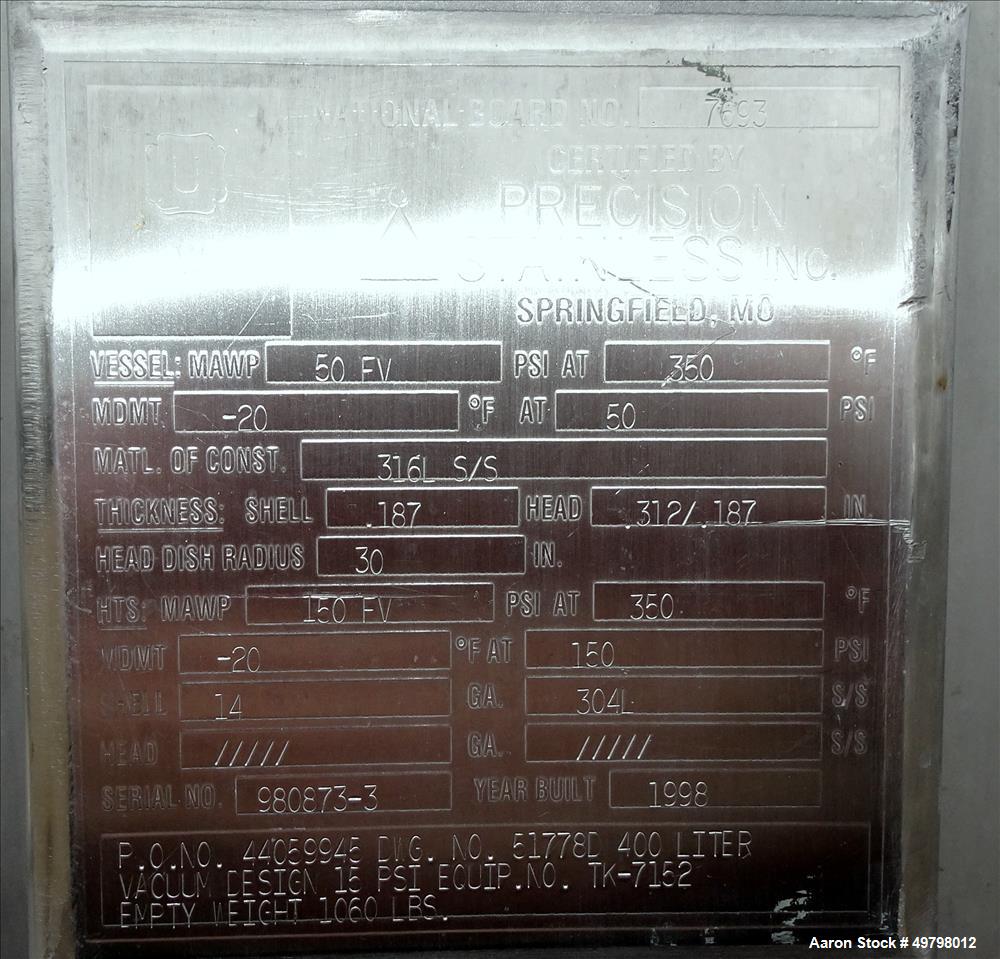 NATIONAL BOARD NO. 7693
U
CERTIFIED BY
PRECISION
STAINLESS INC.
SPRINGFIELD, MO
VESSEL: MAWP 50 FV PSI AT 350 °F
MDMT -20 °F AT 50 PSI
MATL. OF CONST. 316L S/S
THICKNESS: SHELL .187 HEAD .312/.187 IN.
HEAD DISH RADIUS 30 IN.
HTS: MAWP 150 FV PSI AT 350 °F
MDMT -20 °F AT 150 PSI
SHELL 14 GA. 304L S/S
HEAD ///// GA. ///// S/S
SERIAL NO. 980873-3 YEAR BUILT 1998
P.O.NO. 44059945 DWG. NO. 51778D 400 LITER
VACUUM DESIGN 15 PSI EQUIP.NO. TK-7152
EMPTY WEIGHT 1060 LBS.
Aaron Stock # 49798012